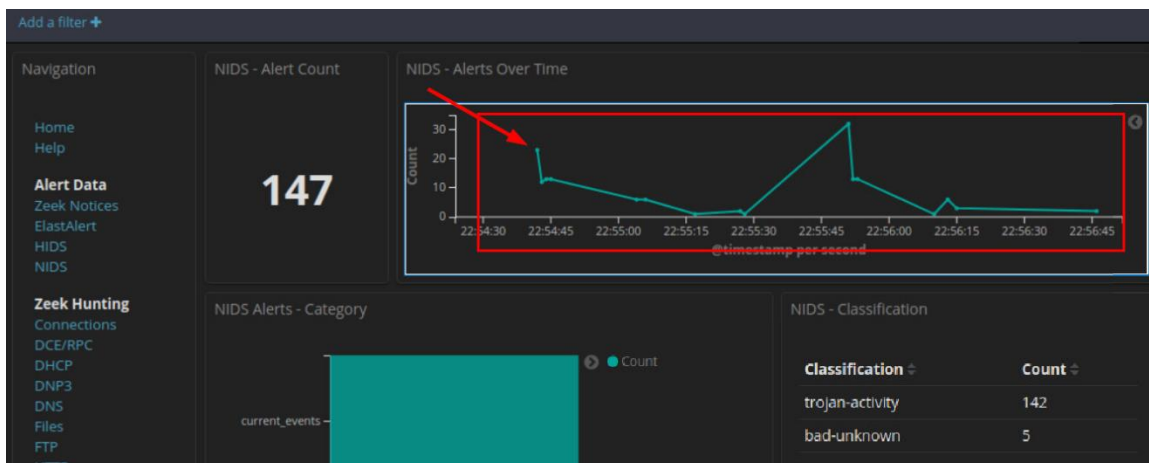 Add a filter +
Navigation
Home
Help
Alert Data
Zeek Notices
ElastAlert
HIDS
NIDS
Zeek Hunting
Connections
DCE/RPC
DHCP
DNP3
DNS
Files
FTP
NIDS - Alert Count
147
NIDS - Alerts Over Time
Count
30
20
10
0
22:54:30 22:54:45 22:55:00 22:55:15 22:55:30 22:55:45 22:56:00 22:56:15 22:56:30 22:56:45
@timestamp per second
NIDS Alerts - Category
current_events
Count
NIDS - Classification
Classification Count
trojan-activity 142
bad-unknown 5